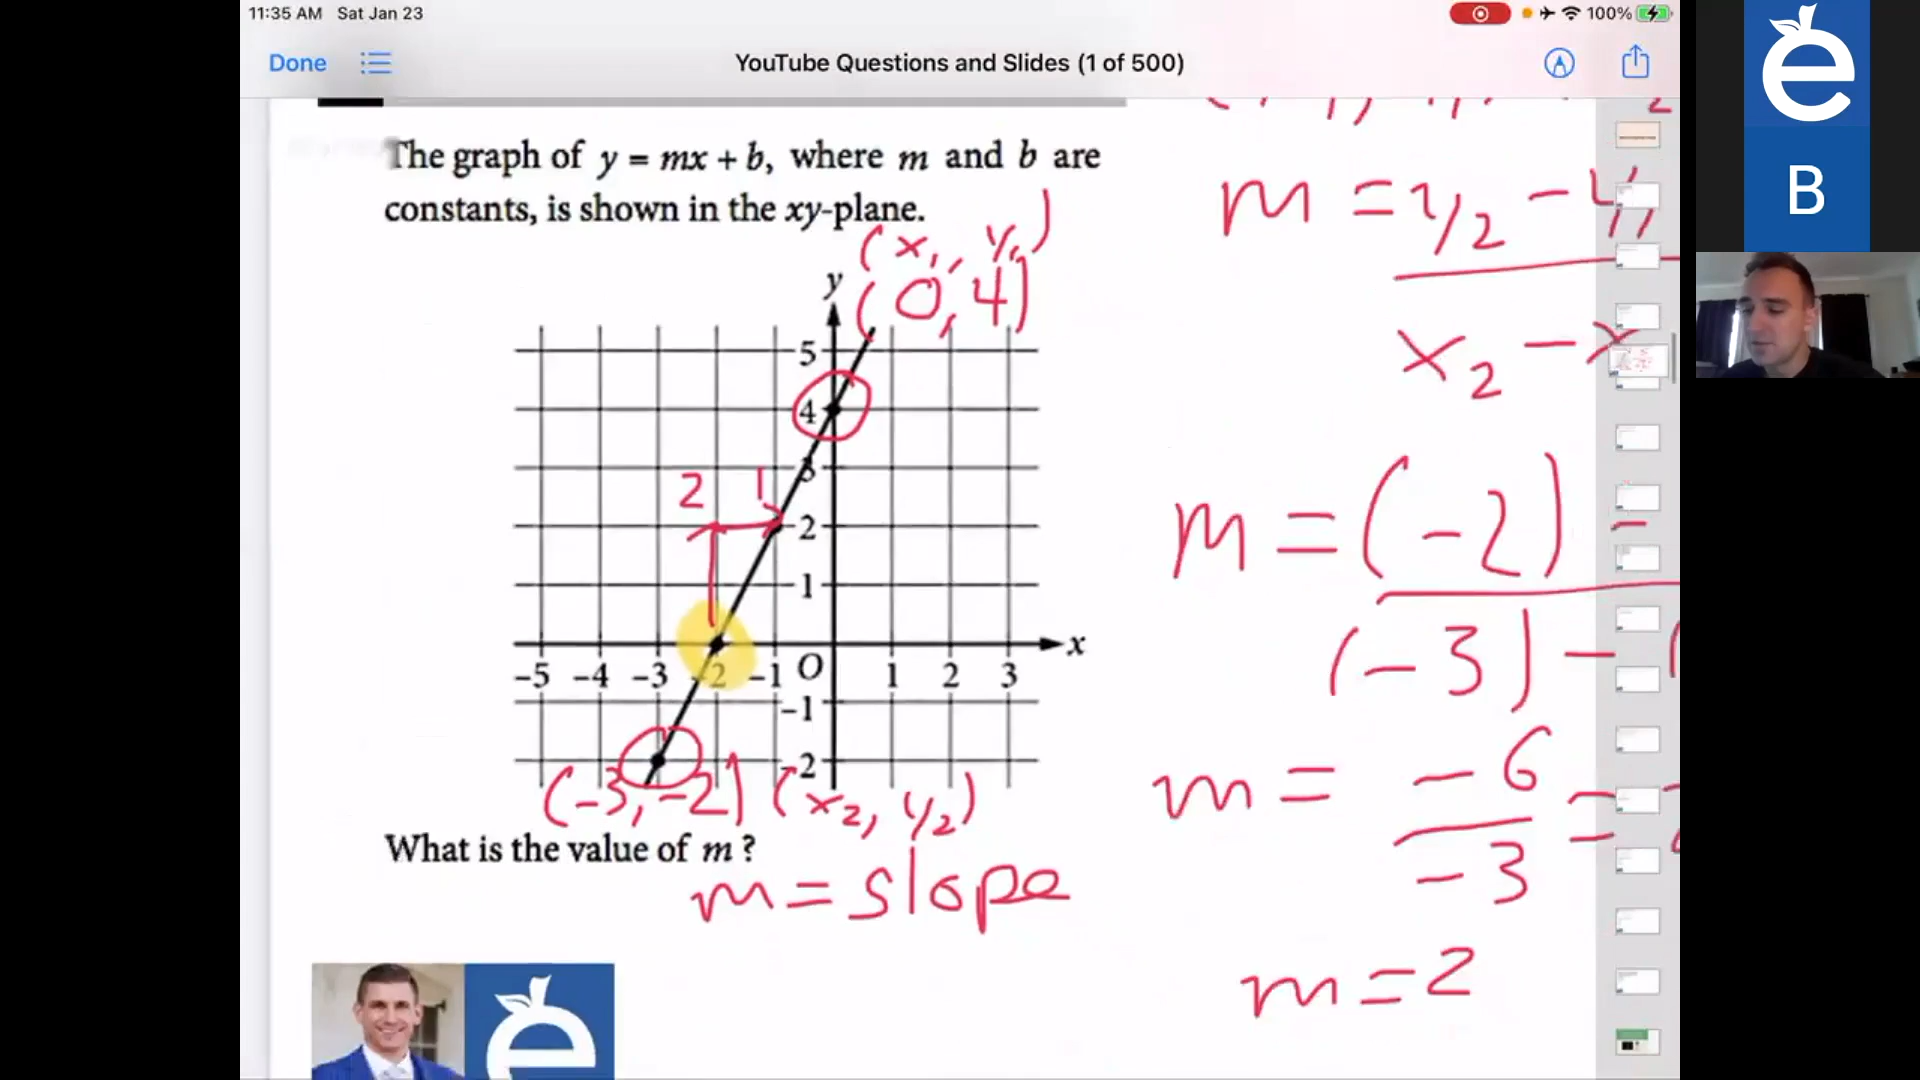 11:35 AM Sat Jan 23
100%
Done
YouTube Questions and Slides (1 of 500)
e
B
The graph of y = mx + b, where m and b are
constants, is shown in the xy-plane.
(x₁, y₁)
(0, 4)
y
5
4
3
2
1
2 1
x
-5 -4 -3 -2 -1 O 1 2 3
-1
-2
(-3, -2) (x₂, y₂)
What is the value of m ?
m = slope
m = y₂ - y₁
x₂ - x
m = (-2) -
(-3) - (
m = -6
-3
=
m = 2
e